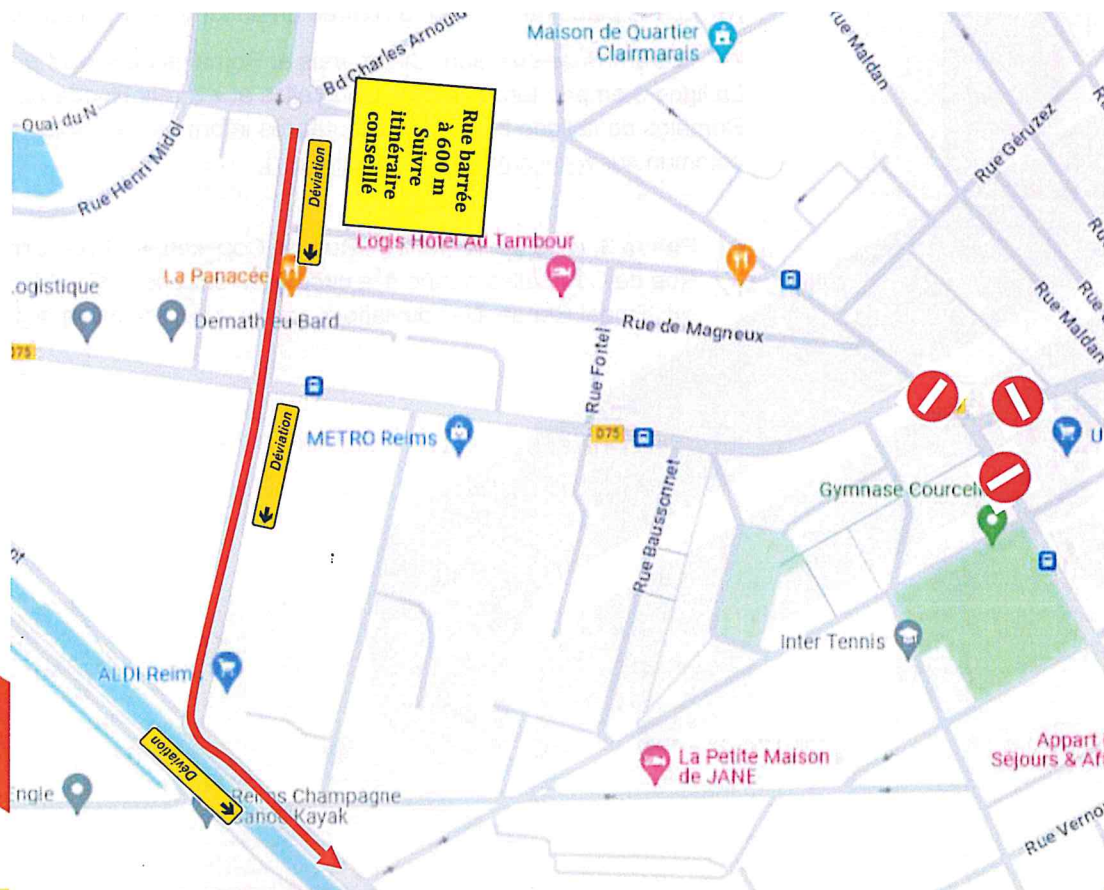 Maison de Quartier
Clairmarais
Rue Maldan
Bd Charles Arnould
Rue Géruzez
Quai du N
Rue Henri Midol
Rue barrée
à 600 m
Suivre
itinéraire
conseillé
Déviation
Logis Hôtel Au Tambour
La Panacée
ogistique
Demathieu Bard
Rue de Magneux
Rue Maldan
Rue Fortel
D75
METRO Reims
Déviation
D75
Gymnase Courcell
U
Rue Baussonnet
Inter Tennis
ALDI Reims
Déviation
La Petite Maison
de JANE
Appart
Séjours & Aff
Engie
Reims Champagne
Canoë Kayak
Rue Verno